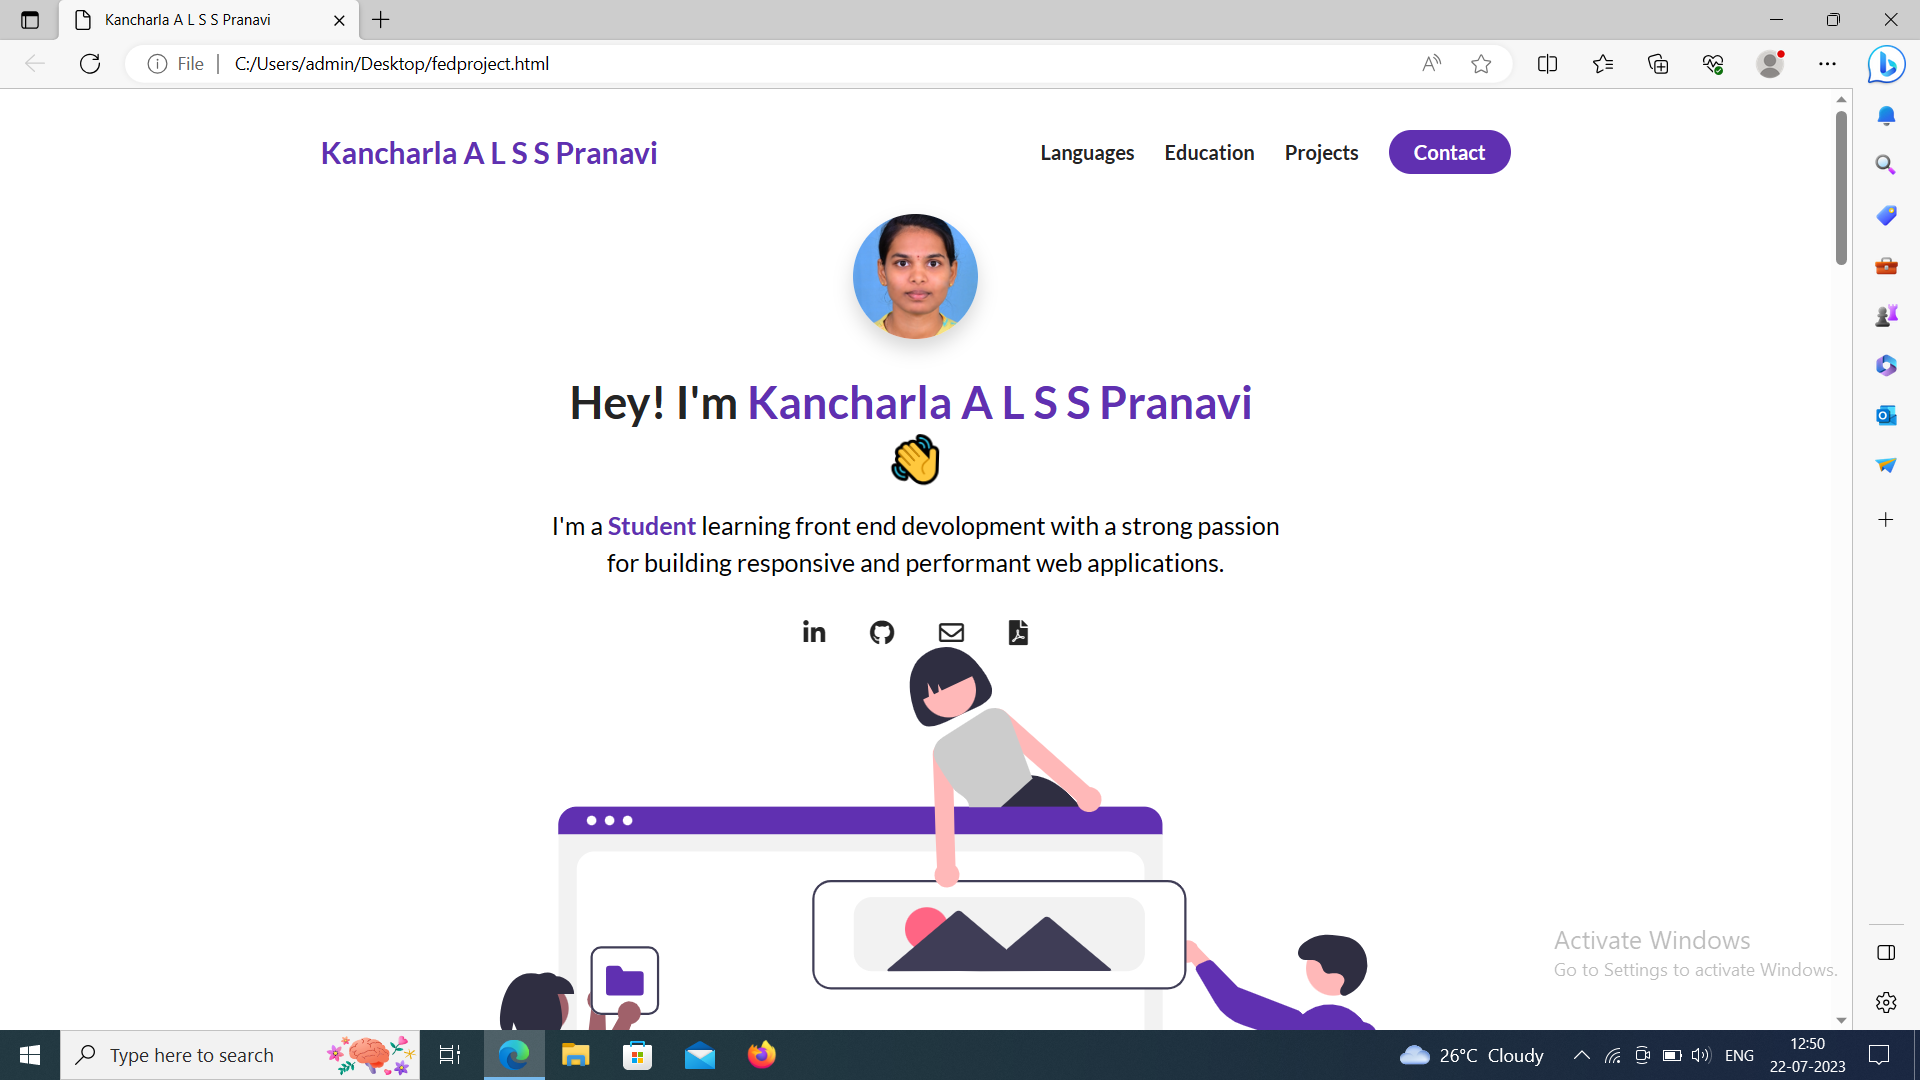 Kancharla A L S S Pranavi
File
C:/Users/admin/Desktop/fedproject.html
Kancharla A L S S Pranavi
Languages
Education
Projects
Contact
Hey! I'm Kancharla A L S S Pranavi
I'm a Student learning front end devolopment with a strong passion
for building responsive and performant web applications.
Activate Windows
Go to Settings to activate Windows.
Type here to search
26°C Cloudy
ENG
12:50
22-07-2023